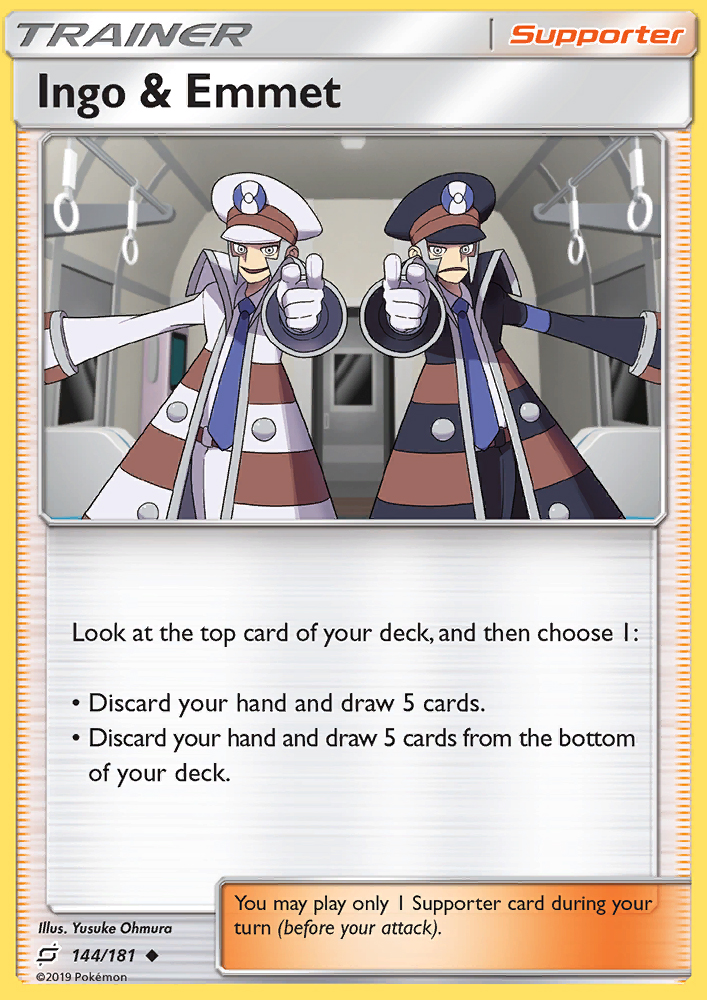 TRAINER
Supporter
Ingo & Emmet
Look at the top card of your deck, and then choose 1:
• Discard your hand and draw 5 cards.
• Discard your hand and draw 5 cards from the bottom
of your deck.
You may play only 1 Supporter card during your
turn (before your attack).
Illus. Yusuke Ohmura
144/181 ◆
©2019 Pokémon